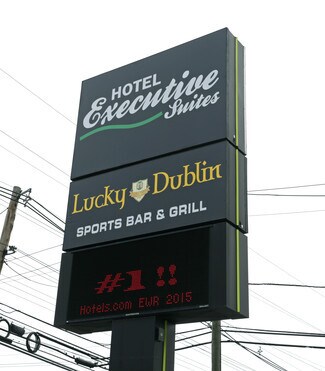 HOTEL
Executive
Suites
Lucky Dublin
SPORTS BAR & GRILL
#1!!
Hotels.com EWR 2015